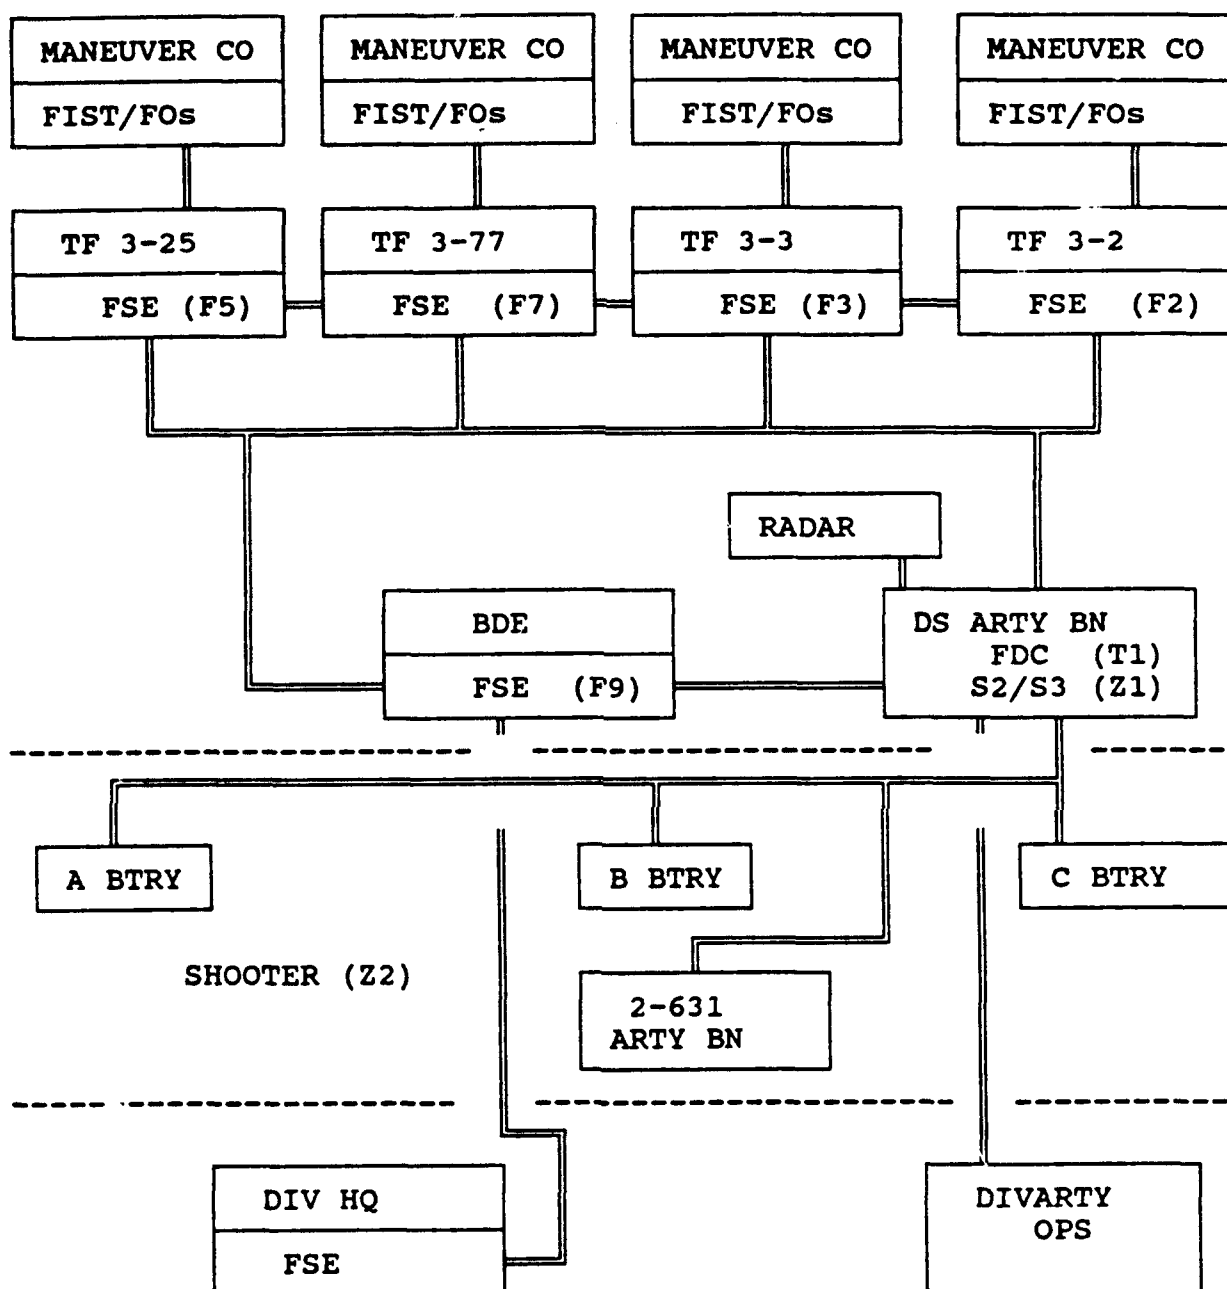 MANEUVER CO
MANEUVER CO
MANEUVER CO
MANEUVER CO
FIST/FOs
FIST/FOs
FIST/FOs
FIST/FOs
TF 3-25
TF 3-77
TF 3-3
TF 3-2
FSE (F5)
FSE (F7)
FSE (F3)
FSE (F2)
RADAR
BDE
FSE (F9)
DS ARTY BN
FDC (T1)
S2/S3 (Z1)
A BTRY
B BTRY
C BTRY
SHOOTER (Z2)
2-631
ARTY BN
DIV HQ
FSE
DIVARTY
OPS